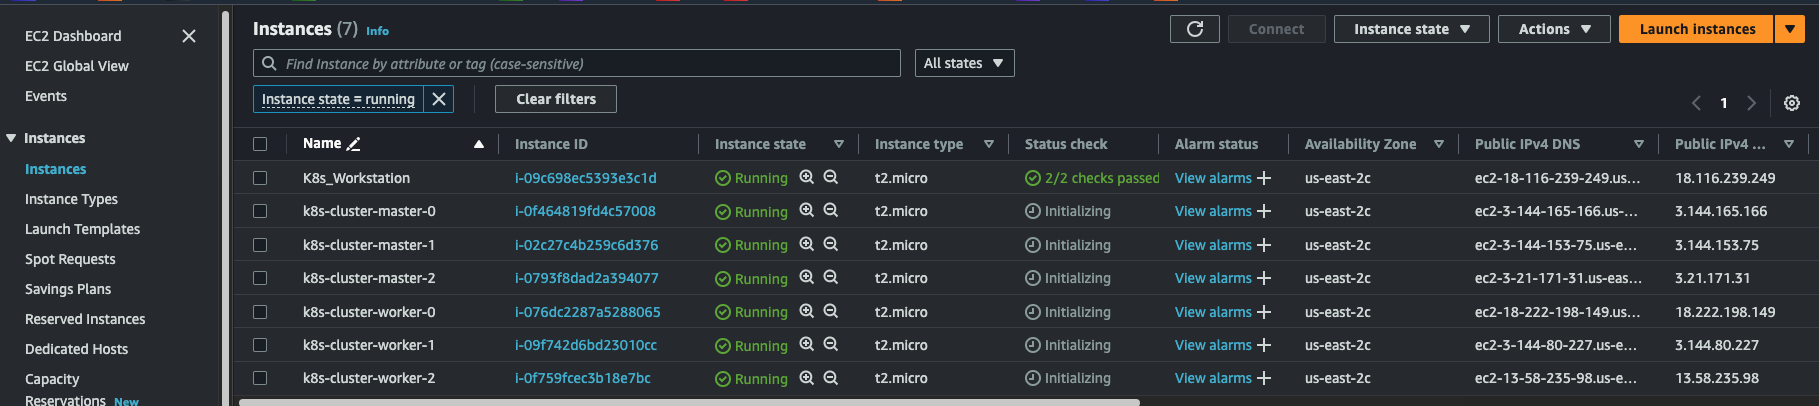 EC2 Dashboard
EC2 Global View
Events
Instances
Instances
Instance Types
Launch Templates
Spot Requests
Savings Plans
Reserved Instances
Dedicated Hosts
Capacity
Reservations New
Instances (7) Info
Connect Instance state Actions Launch instances
Find Instance by attribute or tag (case-sensitive) All states
Instance state = running Clear filters
1
Name Instance ID Instance state Instance type Status check Alarm status Availability Zone Public IPv4 DNS Public IPv4 ...
K8s_Workstation i-09c698ec5393e3c1d Running t2.micro 2/2 checks passed View alarms us-east-2c ec2-18-116-239-249.us... 18.116.239.249
k8s-cluster-master-0 i-0f464819fd4c57008 Running t2.micro Initializing View alarms us-east-2c ec2-3-144-165-166.us-... 3.144.165.166
k8s-cluster-master-1 i-02c27c4b259c6d376 Running t2.micro Initializing View alarms us-east-2c ec2-3-144-153-75.us-e... 3.144.153.75
k8s-cluster-master-2 i-0793f8dad2a394077 Running t2.micro Initializing View alarms us-east-2c ec2-3-21-171-31.us-eas... 3.21.171.31
k8s-cluster-worker-0 i-076dc2287a5288065 Running t2.micro Initializing View alarms us-east-2c ec2-18-222-198-149.us... 18.222.198.149
k8s-cluster-worker-1 i-09f742d6bd23010cc Running t2.micro Initializing View alarms us-east-2c ec2-3-144-80-227.us-e... 3.144.80.227
k8s-cluster-worker-2 i-0f759fcec3b18e7bc Running t2.micro Initializing View alarms us-east-2c ec2-13-58-235-98.us-e... 13.58.235.98